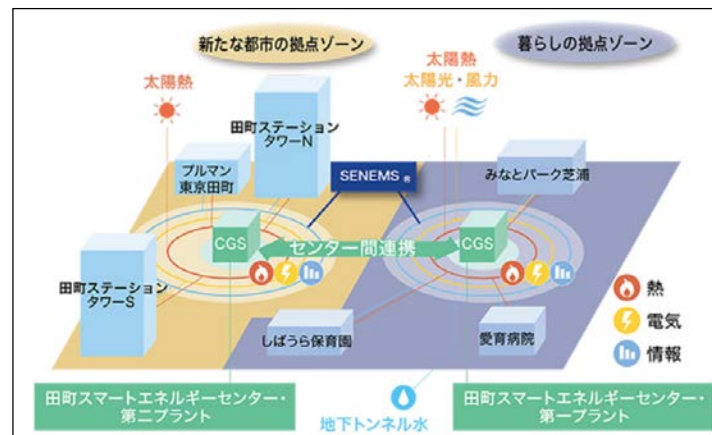 新たな都市の拠点ゾーン
暮らしの拠点ゾーン
太陽熱
太陽熱
太陽光・風力
田町ステーション
タワーN
プルマン
東京田町
SENEMS ®
みなとパーク芝浦
CGS
センター間連携
CGS
田町ステーション
タワーS
しばうら保育園
愛育病院
熱
電気
情報
田町スマートエネルギーセンター・
第二プラント
地下トンネル水
田町スマートエネルギーセンター・
第一プラント